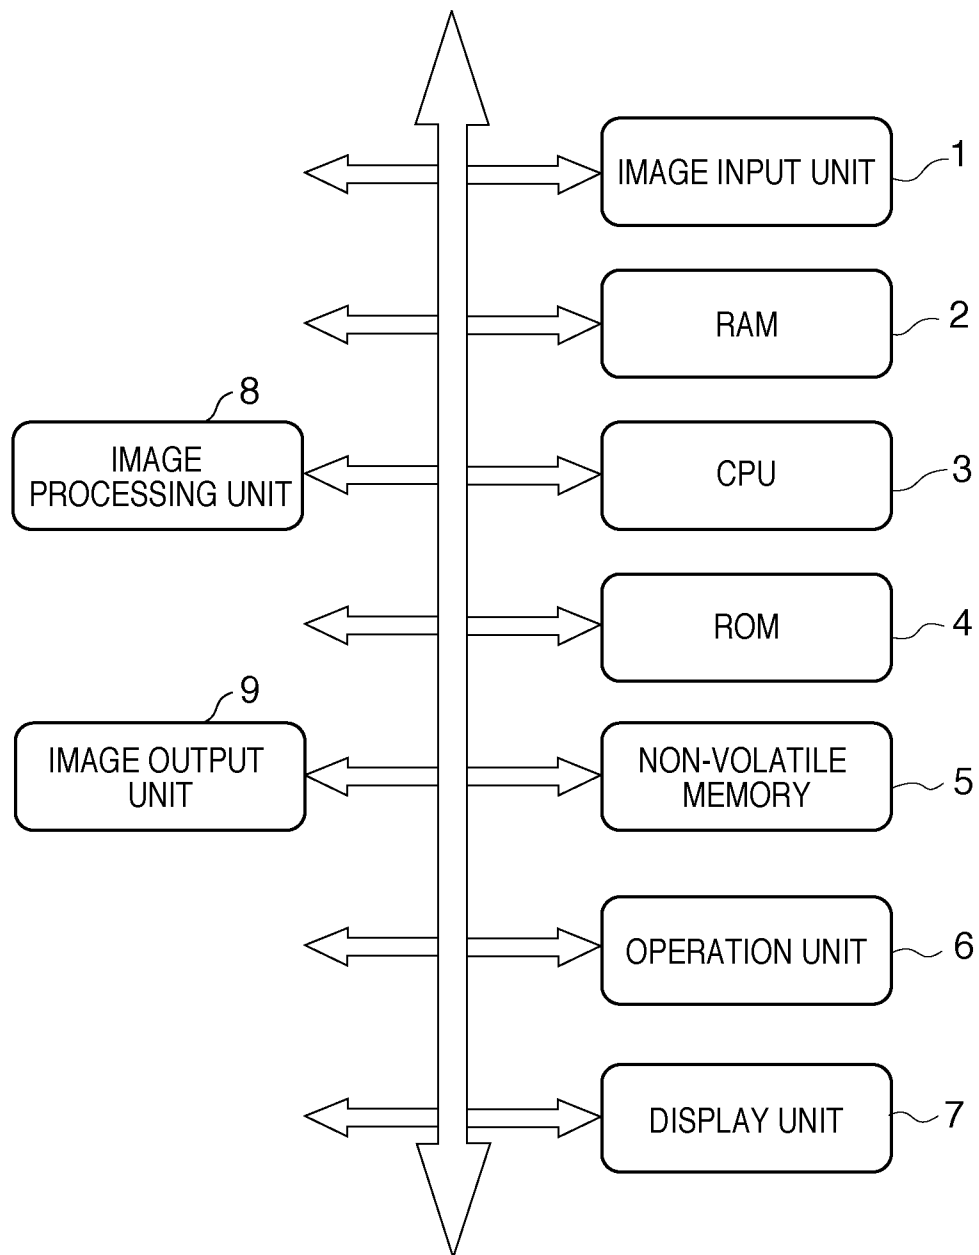 IMAGE INPUT UNIT
1
RAM
2
8
IMAGE
PROCESSING UNIT
CPU
3
ROM
4
9
IMAGE OUTPUT
UNIT
NON-VOLATILE
MEMORY
5
OPERATION UNIT
6
DISPLAY UNIT
7